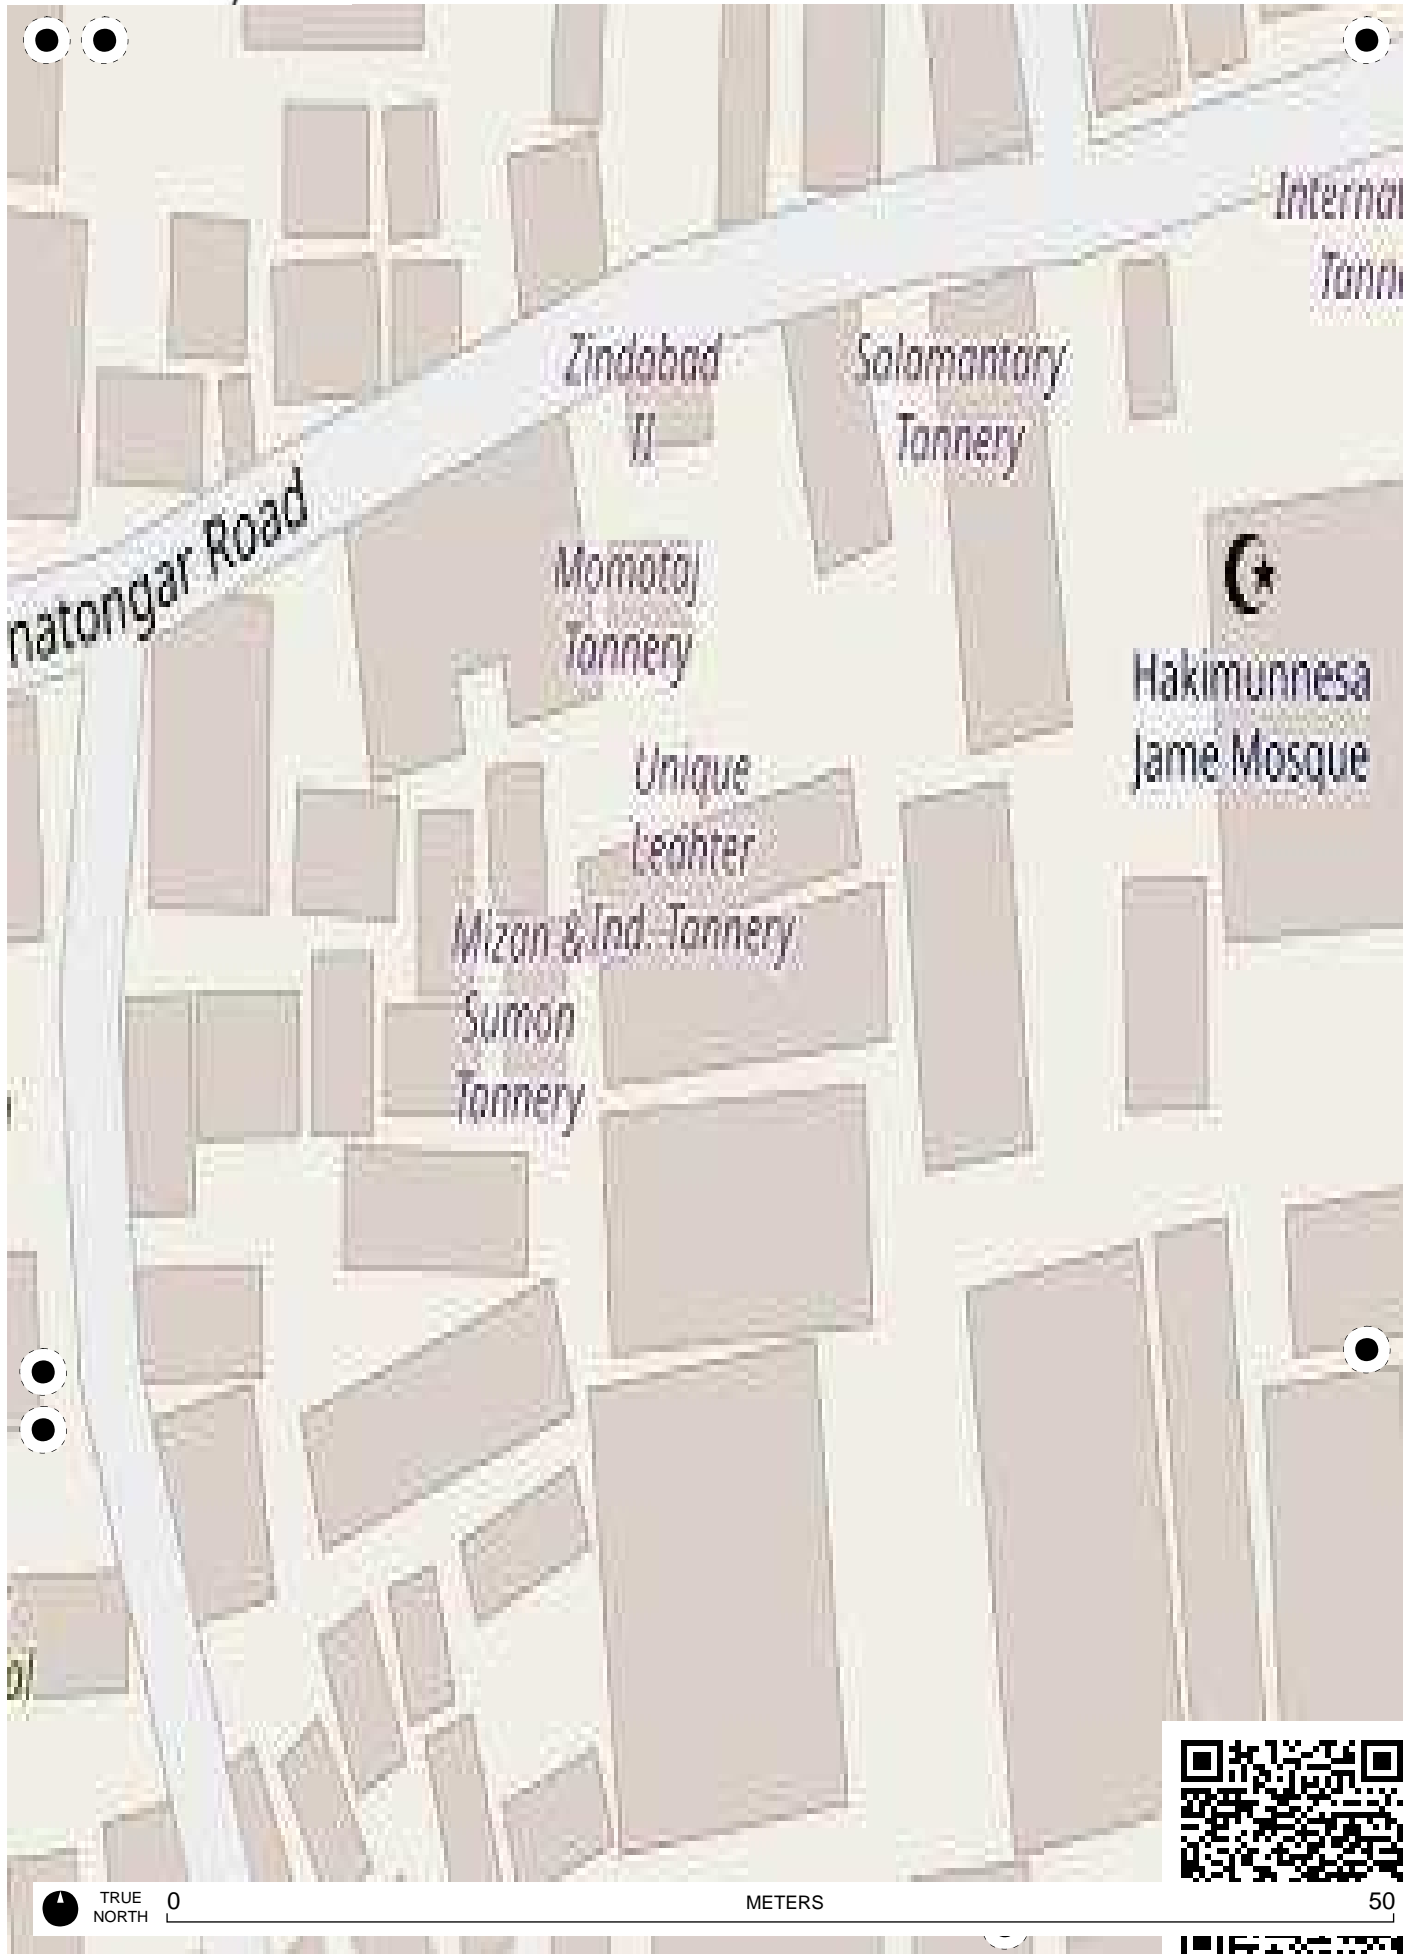 Zindabad
II
Salamantary
Tannery
natongar Road
Momotaj
Tannery
Hakimunnesa
Jame Mosque
Unique
Leahter
Ind. Tannery
Mizan &
Sumon
Tannery
TRUE
NORTH
0
METERS
50